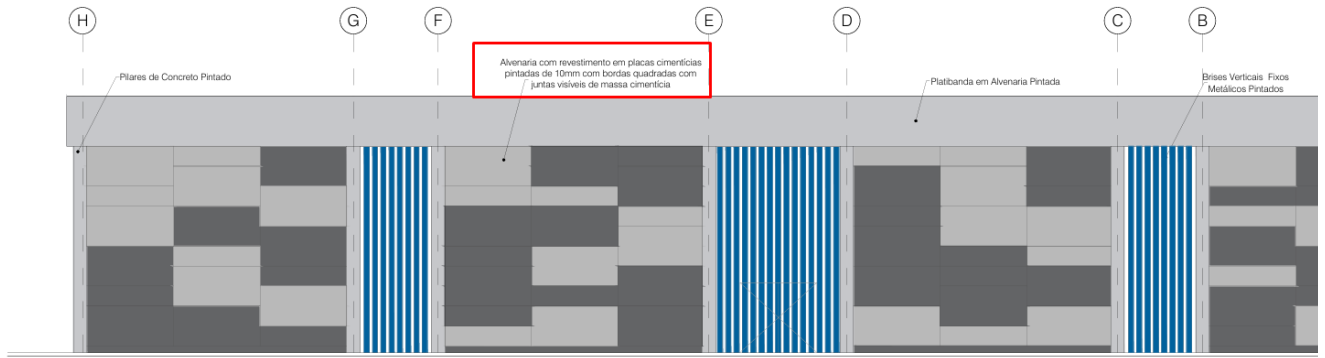 H G F E D C B
Alvenaria com revestimento em placas cimentícias
pintadas de 10mm com bordas quadradas com
juntas visíveis de massa cimentícia
Pilares de Concreto Pintado
Platibanda em Alvenaria Pintada
Brises Verticais Fixos
Metálicos Pintados